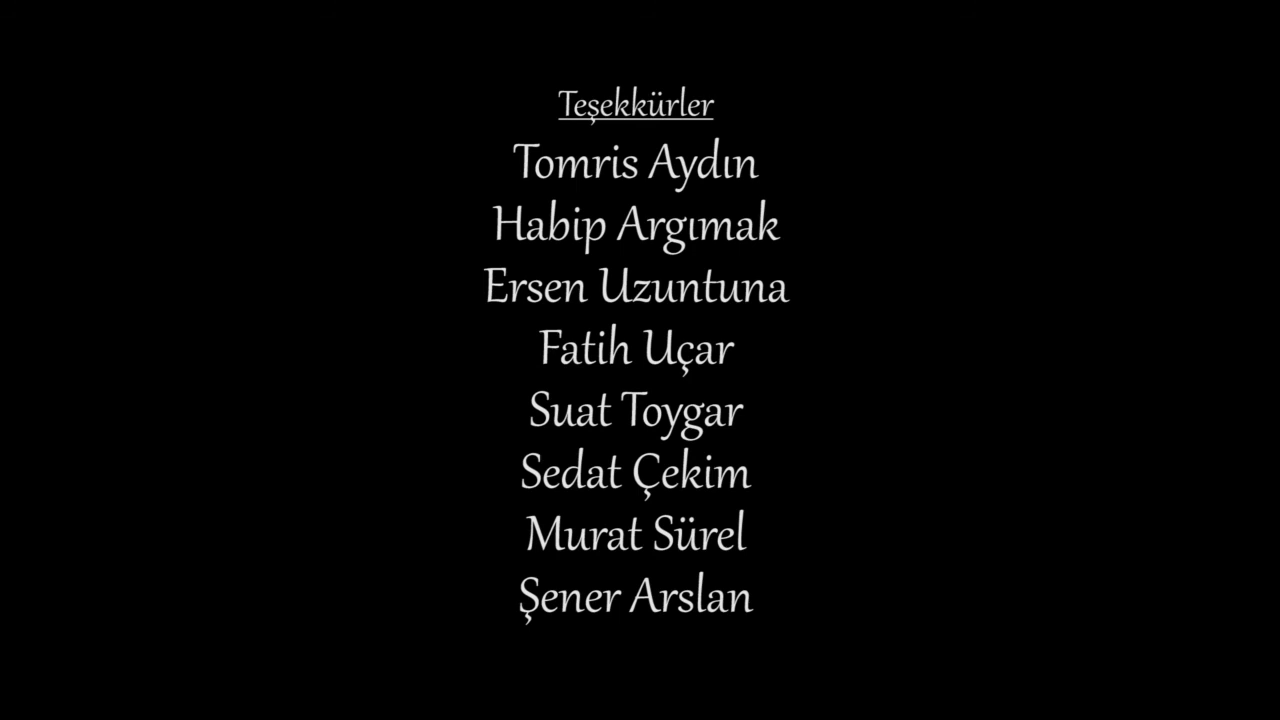 Teşekkürler
Tomris Aydın
Habip Argımak
Ersen Uzuntuna
Fatih Uçar
Suat Toygar
Sedat Çekim
Murat Sürel
Şener Arslan